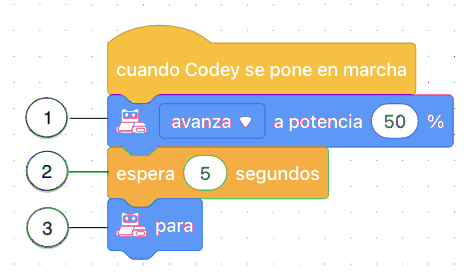 cuando Codey se pone en marcha
1 avanza a potencia 50 %
2 espera 5 segundos
3 para